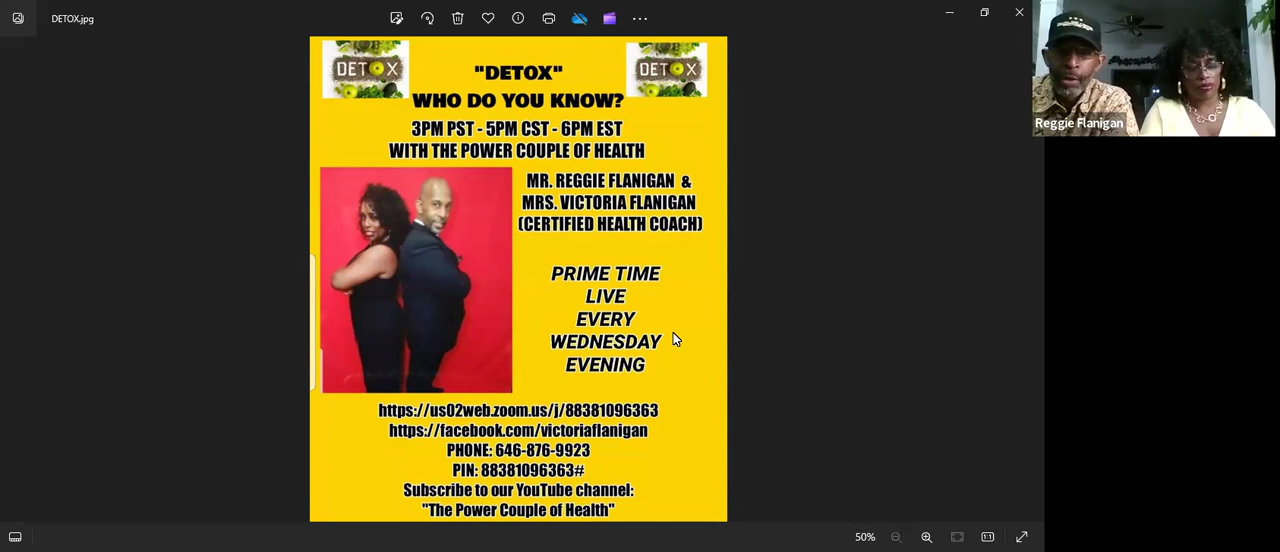 DETOX.jpg
DETOX
DETOX
"DETOX"
WHO DO YOU KNOW?
3PM PST - 5PM CST - 6PM EST
WITH THE POWER COUPLE OF HEALTH
MR. REGGIE FLANIGAN &
MRS. VICTORIA FLANIGAN
(CERTIFIED HEALTH COACH)
PRIME TIME
LIVE
EVERY
WEDNESDAY
EVENING
https://us02web.zoom.us/j/88381096363
https://facebook.com/victoriaflanigan
PHONE: 646-876-9923
PIN: 88381096363#
Subscribe to our YouTube channel:
"The Power Couple of Health"
Reggie Flanigan
50%
1:1